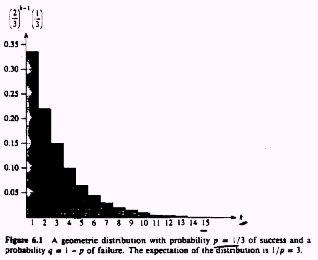 (2/3)^{k-1} (1/3)
0.35
0.30
0.25
0.20
0.15
0.10
0.05
1 2 3 4 5 6 7 8 9 10 11 12 13 14 15 k
Figure 6.1 A geometric distribution with probability p = 1/3 of success and a
probability q = 1 − p of failure. The expectation of the distribution is 1/p = 3.